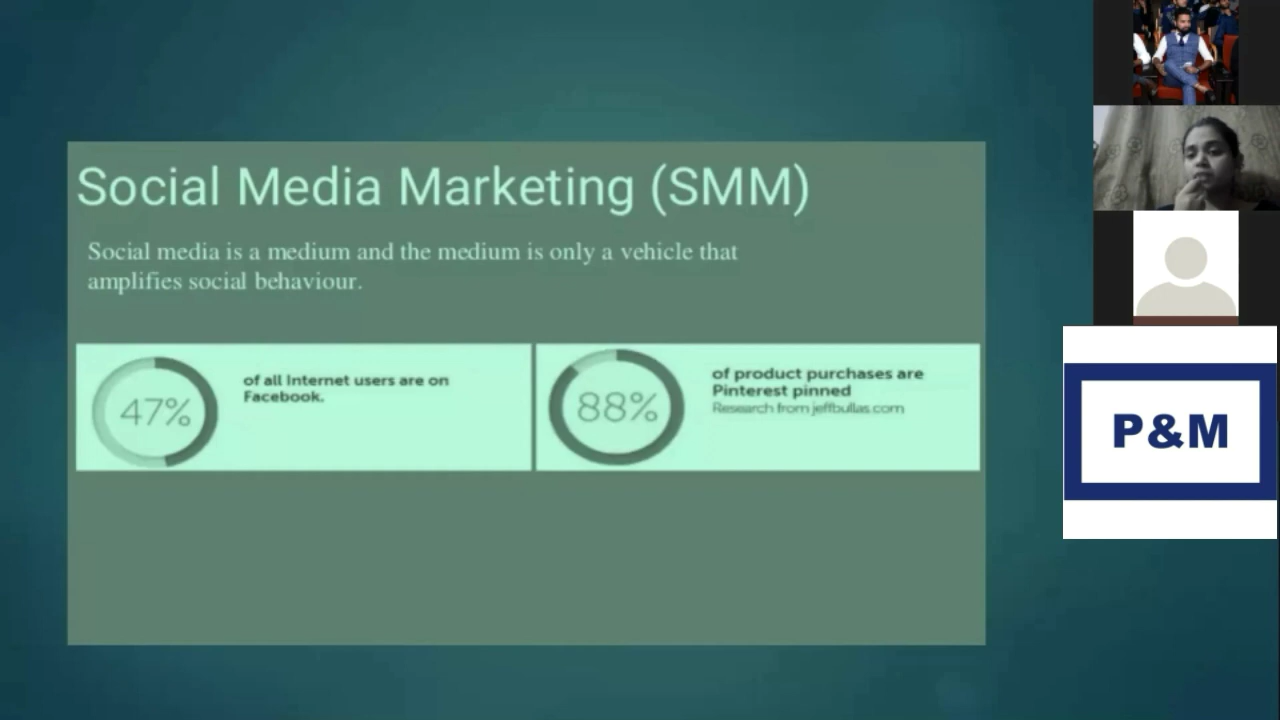 Social Media Marketing (SMM)
Social media is a medium and the medium is only a vehicle that
amplifies social behaviour.
47%
of all Internet users are on
Facebook.
88%
of product purchases are
Pinterest pinned
Research from jeffbullas.com
P&M